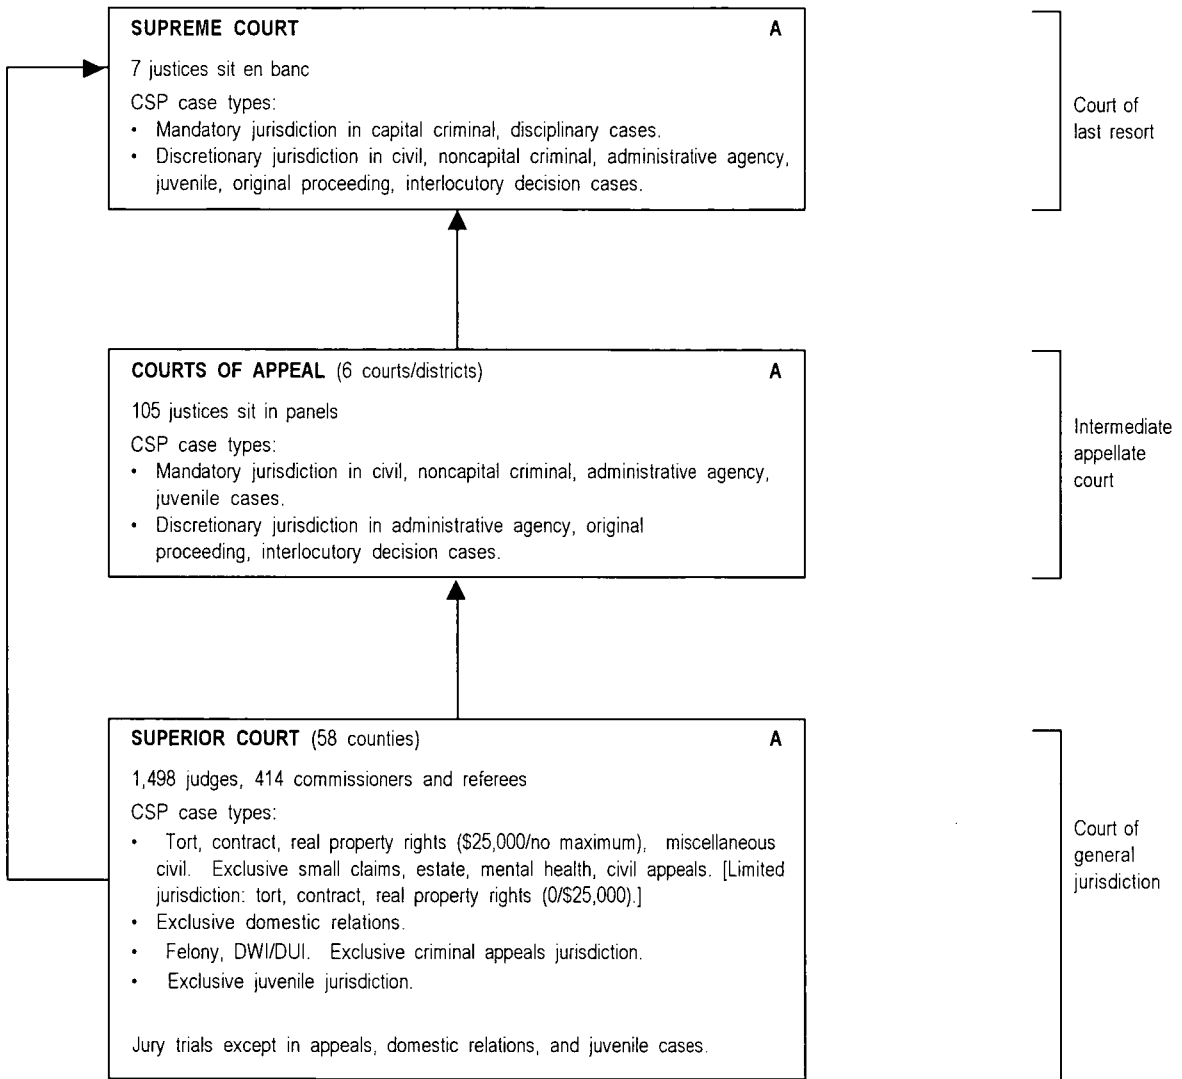 SUPREME COURT A
7 justices sit en banc
CSP case types:
• Mandatory jurisdiction in capital criminal, disciplinary cases.
• Discretionary jurisdiction in civil, noncapital criminal, administrative agency,
juvenile, original proceeding, interlocutory decision cases.
Court of
last resort
COURTS OF APPEAL (6 courts/districts) A
105 justices sit in panels
CSP case types:
• Mandatory jurisdiction in civil, noncapital criminal, administrative agency,
juvenile cases.
• Discretionary jurisdiction in administrative agency, original
proceeding, interlocutory decision cases.
Intermediate
appellate
court
SUPERIOR COURT (58 counties) A
1,498 judges, 414 commissioners and referees
CSP case types:
• Tort, contract, real property rights ($25,000/no maximum), miscellaneous
civil. Exclusive small claims, estate, mental health, civil appeals. [Limited
jurisdiction: tort, contract, real property rights (0/$25,000).]
• Exclusive domestic relations.
• Felony, DWI/DUI. Exclusive criminal appeals jurisdiction.
• Exclusive juvenile jurisdiction.
Jury trials except in appeals, domestic relations, and juvenile cases.
Court of
general
jurisdiction